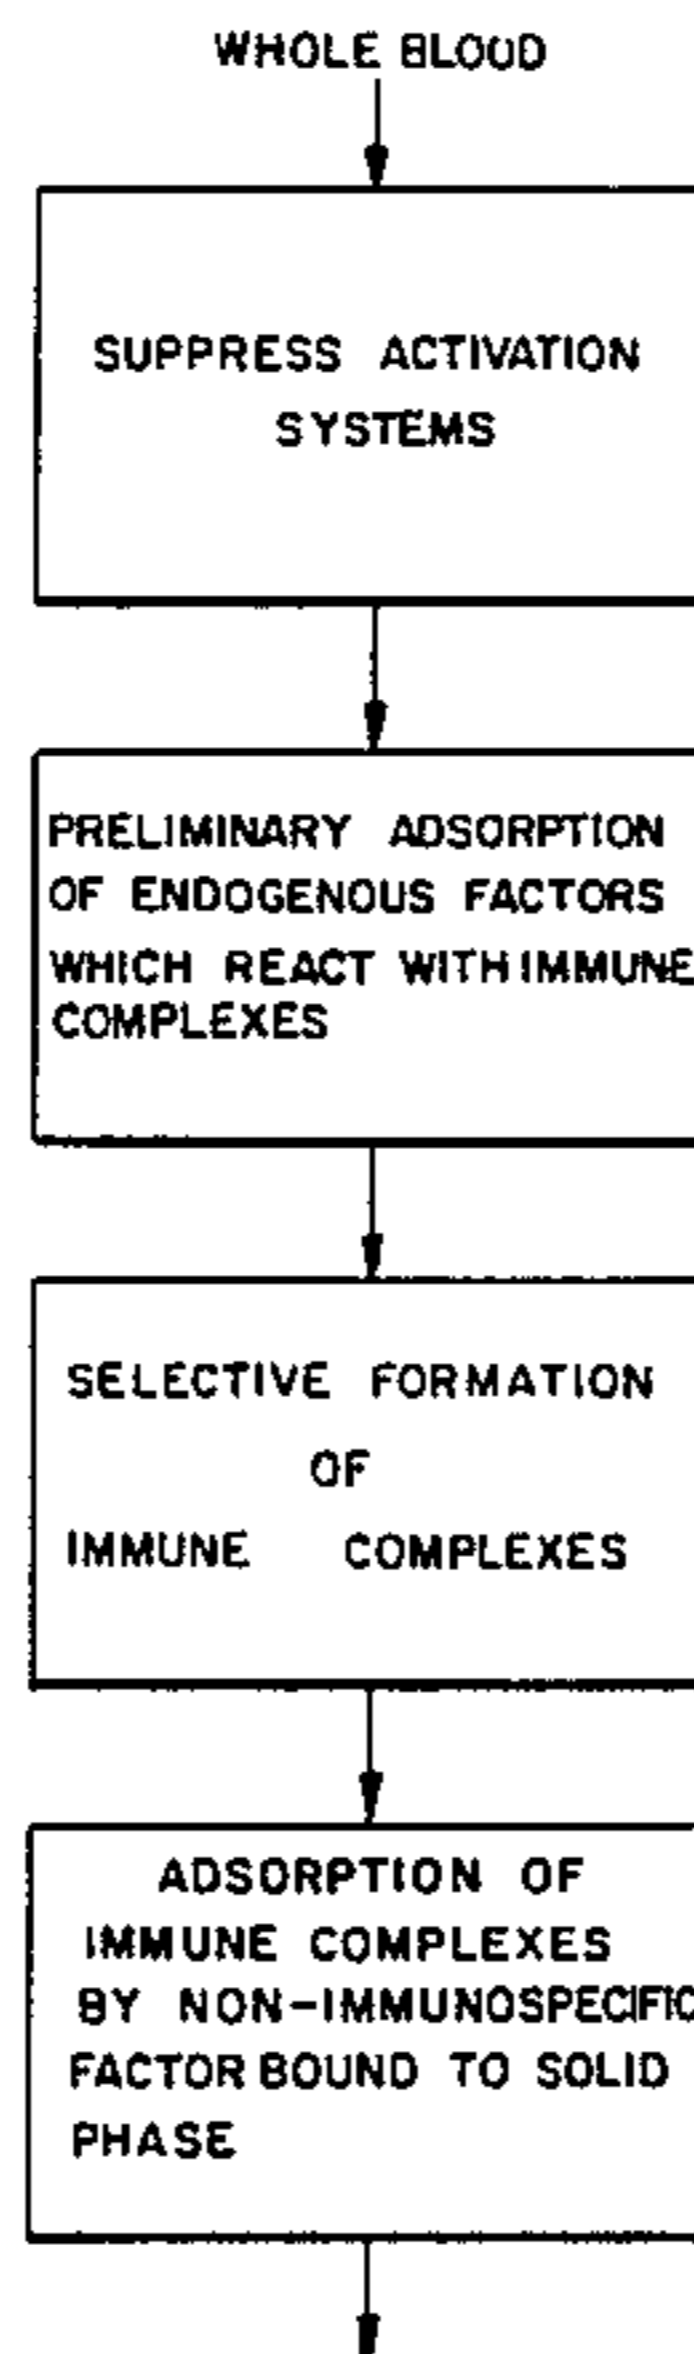 WHOLE BLOOD
SUPPRESS ACTIVATION
SYSTEMS
PRELIMINARY ADSORPTION
OF ENDOGENOUS FACTORS
WHICH REACT WITH IMMUNE
COMPLEXES
SELECTIVE FORMATION
OF
IMMUNE COMPLEXES
ADSORPTION OF
IMMUNE COMPLEXES
BY NON-IMMUNOSPECIFIC
FACTOR BOUND TO SOLID
PHASE